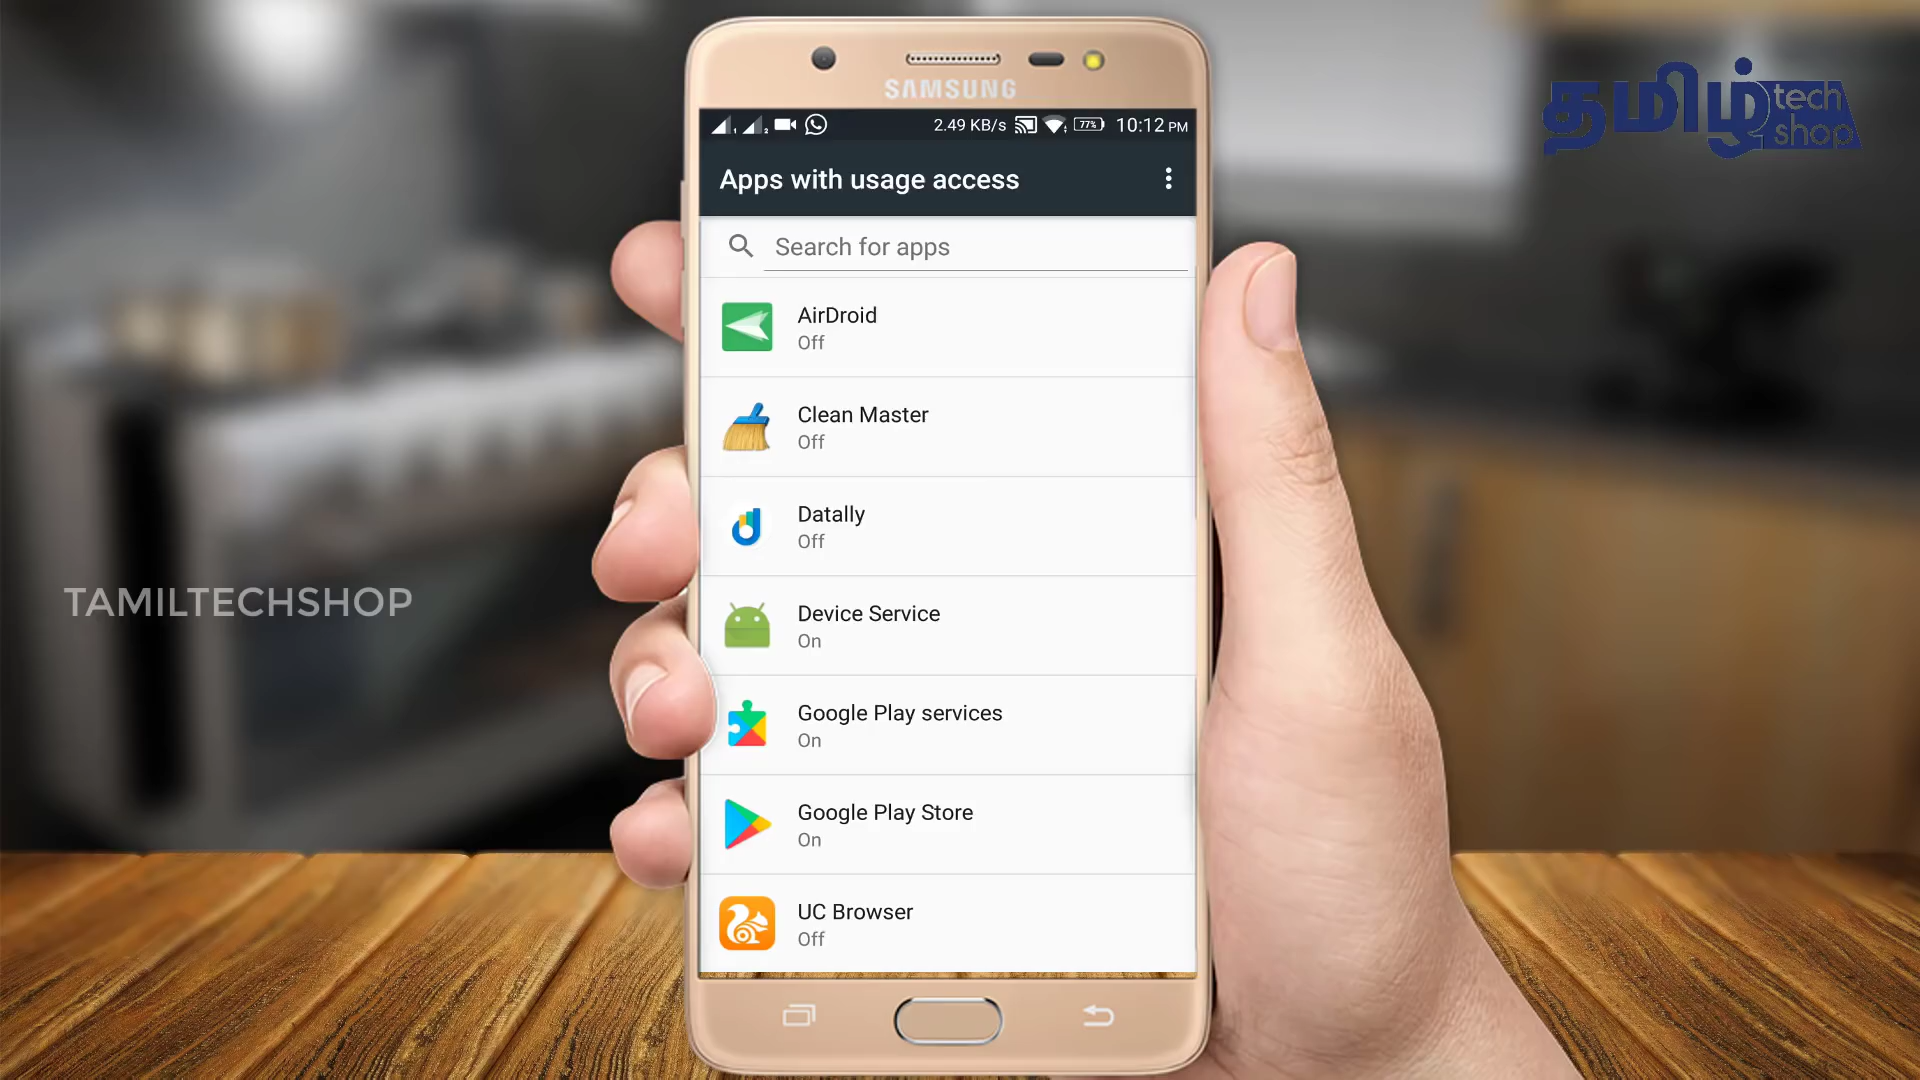 SAMSUNG
2.49 KB/s 77% 10:12 PM
Apps with usage access
Search for apps
AirDroid
Off
Clean Master
Off
Datally
Off
Device Service
On
Google Play services
On
Google Play Store
On
UC Browser
Off
TAMILTECHSHOP
தமிழ் tech
shop